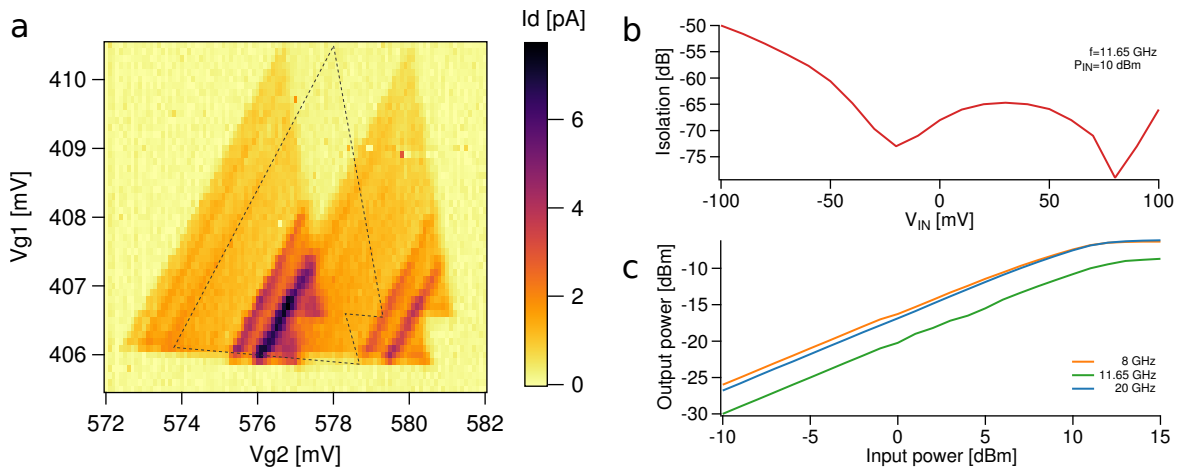 a
Id [pA]
410
409
408
407
406
Vg1 [mV]
572
574
576
578
580
582
Vg2 [mV]
6
4
2
0
b
-50
-55
-60
-65
-70
-75
Isolation [dB]
f=11.65 GHz
PIN=10 dBm
-100
-50
0
50
100
VIN [mV]
c
-10
-15
-20
-25
-30
Output power [dBm]
8 GHz
11.65 GHz
20 GHz
-10
-5
0
5
10
15
Input power [dBm]